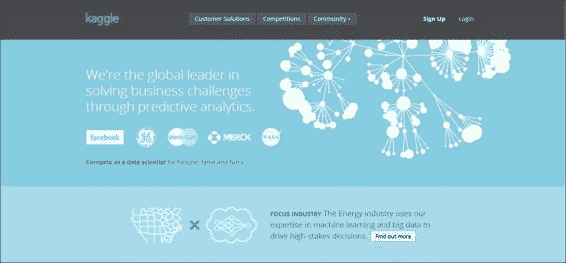 kaggle
Customer Solutions
Competitions
Community
Sign Up
Login
We're the global leader in
solving business challenges
through predictive analytics.
facebook
MasterCard
MERCK
NASA
Compete as a data scientist for fortune, fame and fun »
FOCUS INDUSTRY The Energy industry uses our
expertise in machine learning and big data to
drive high-stakes decisions. Find out more